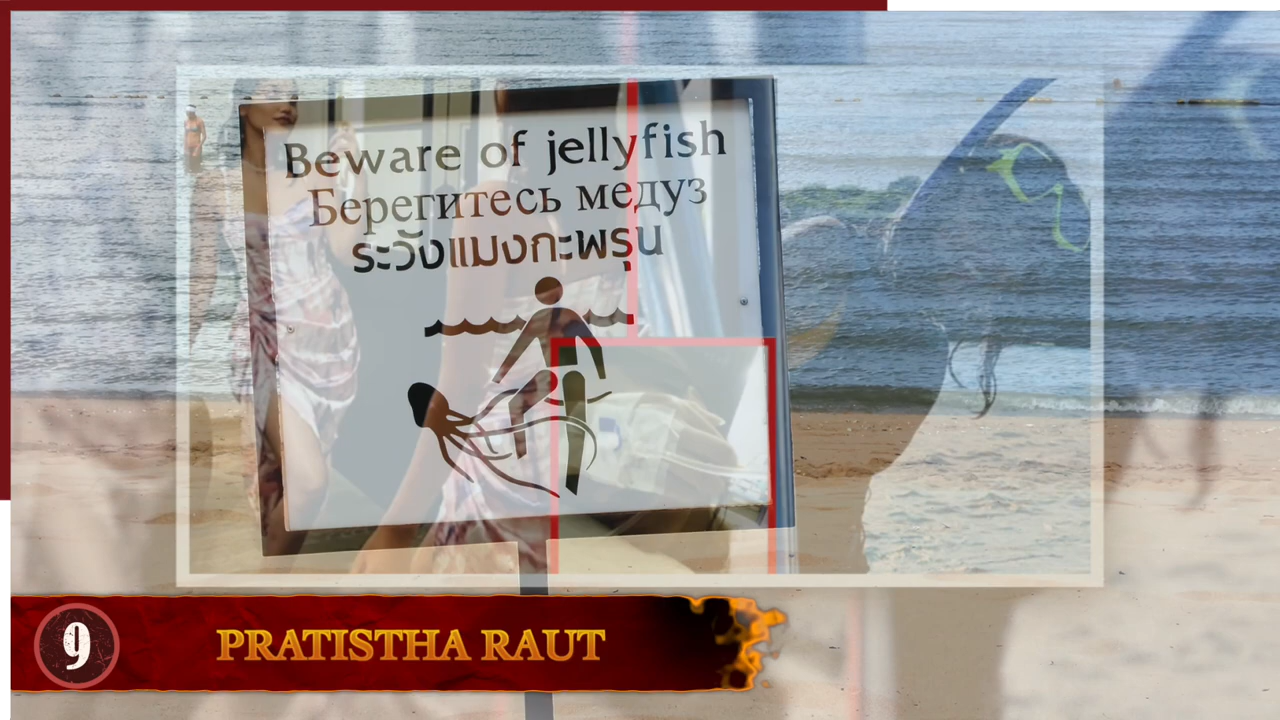 Beware of jellyfish
Берегитесь медуз
ระวังแมงกะพรุน
9
PRATISTHA RAUT